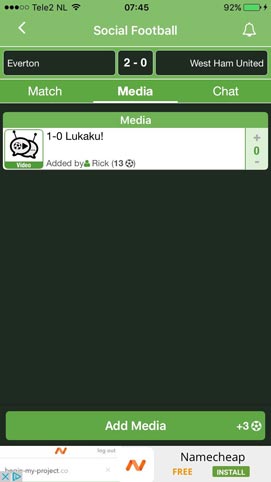 Tele2 NL 07:45 92%
Social Football
Everton 2 - 0 West Ham United
Match Media Chat
Media
1-0 Lukaku!
+
0
-
Video
Added by Rick (13)
Add Media +3
log out
begin-my-project.co
Namecheap
FREE INSTALL